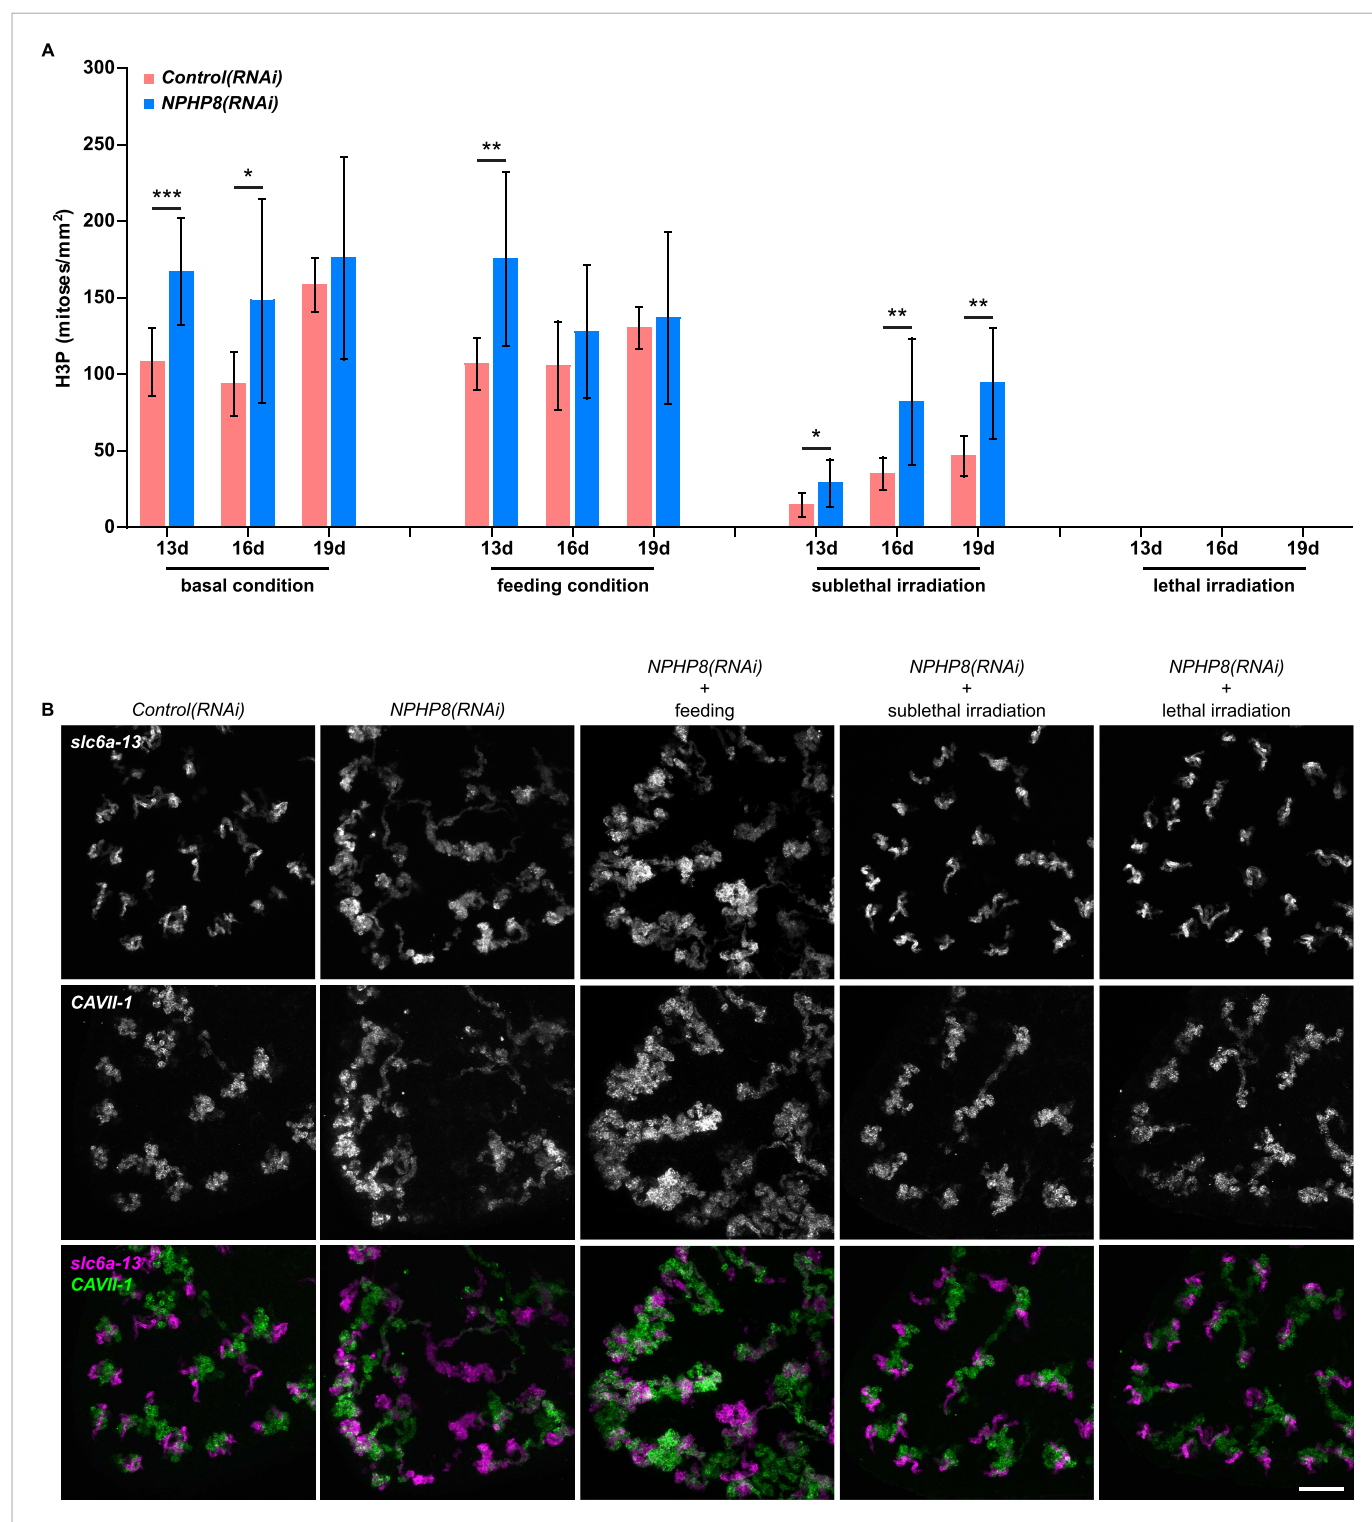 A
300
250
200
150
100
50
0
H3P (mitoses/mm²)
Control(RNAi)
NPHP8(RNAi)
***
*
**
*
**
**
13d 16d 19d 13d 16d 19d 13d 16d 19d 13d 16d 19d
basal condition feeding condition sublethal irradiation lethal irradiation
B
Control(RNAi)
NPHP8(RNAi)
NPHP8(RNAi)
+
feeding
NPHP8(RNAi)
+
sublethal irradiation
NPHP8(RNAi)
+
lethal irradiation
slc6a-13
CAVII-1
slc6a-13
CAVII-1